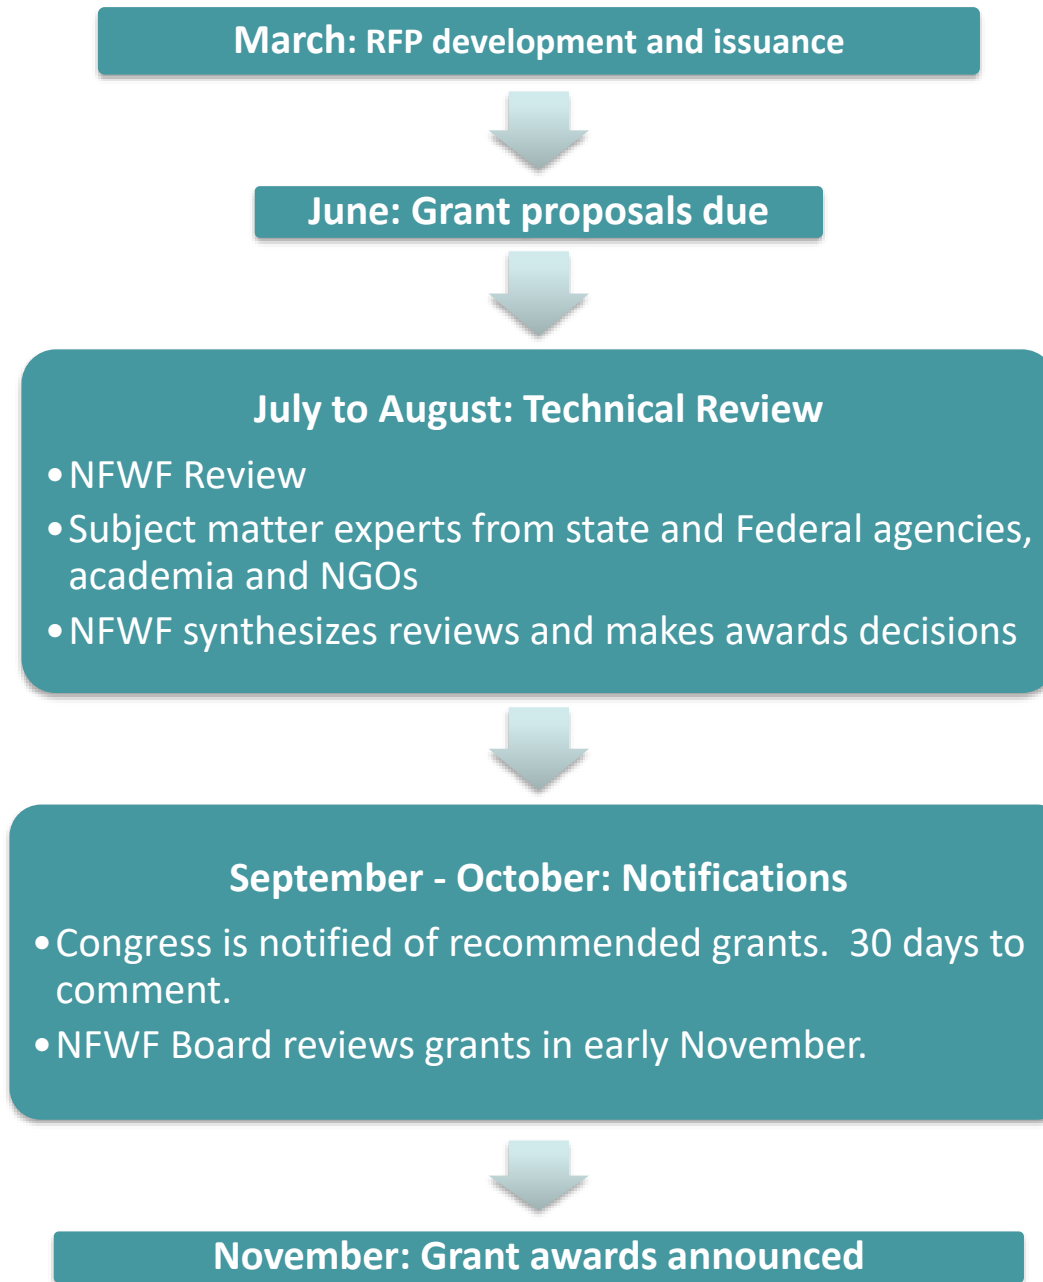 March: RFP development and issuance
June: Grant proposals due
July to August: Technical Review
•NFWF Review
•Subject matter experts from state and Federal agencies,
academia and NGOs
•NFWF synthesizes reviews and makes awards decisions
September - October: Notifications
•Congress is notified of recommended grants.  30 days to
comment.
•NFWF Board reviews grants in early November.
November: Grant awards announced